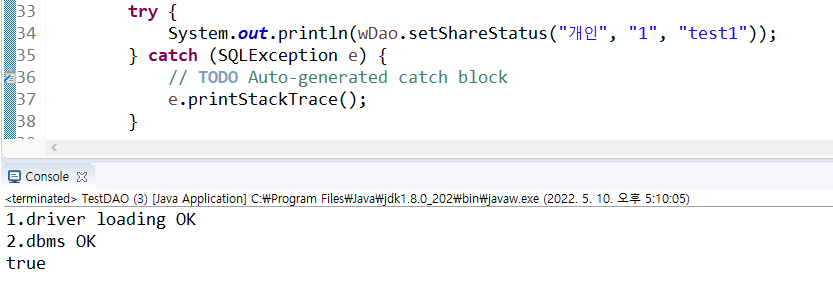 33 try {
34 System.out.println(wDao.setShareStatus("개인", "1", "test1"));
35 } catch (SQLException e) {
36 // TODO Auto-generated catch block
37 e.printStackTrace();
38 }
Console
<terminated> TestDAO (3) [Java Application] C:₩Program Files₩Java₩jdk1.8.0_202₩bin₩javaw.exe (2022. 5. 10. 오후 5:10:05)
1.driver loading OK
2.dbms OK
true